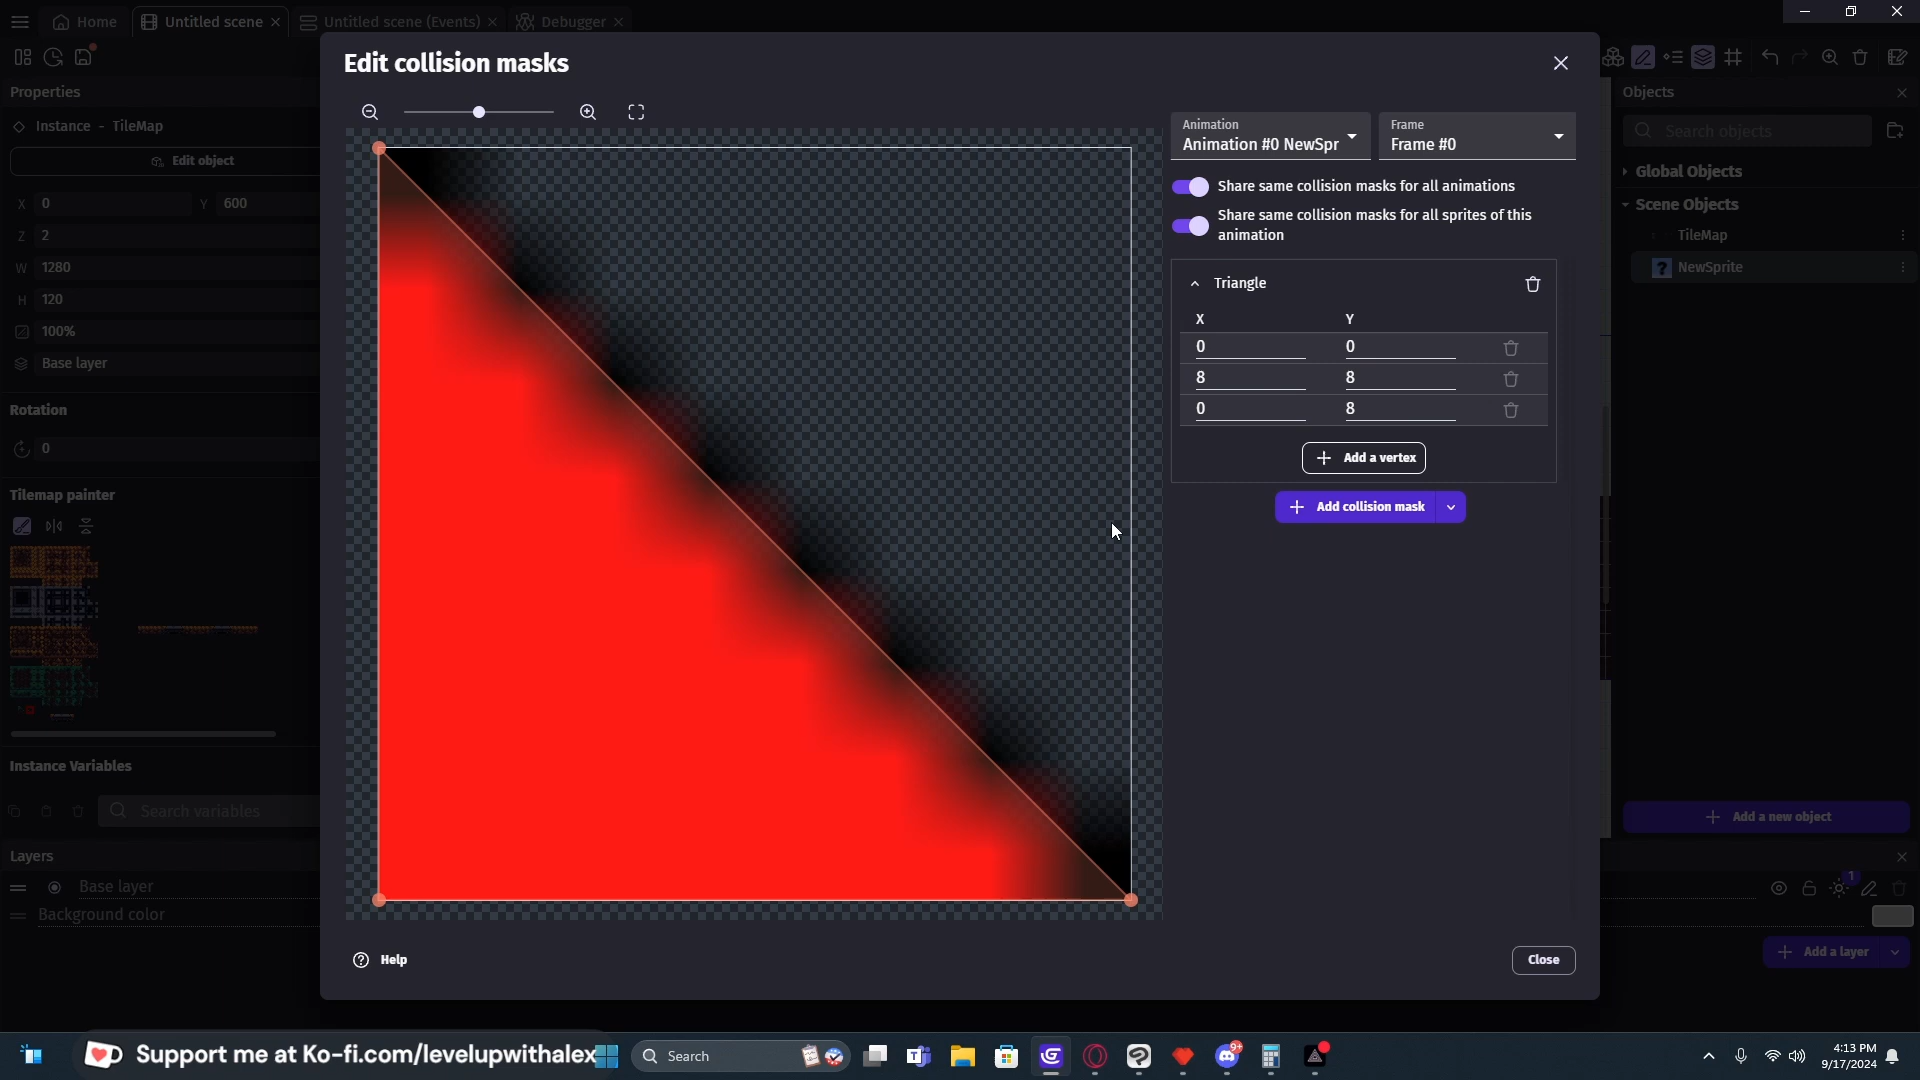 Home
Untitled scene
Untitled scene (Events)
Debugger
Edit collision masks
Properties
Instance - TileMap
Edit object
X 0 Y 600
Z 2
W 1280
H 120
100%
Base layer
Rotation
0
Tilemap painter
Instance Variables
Search variables
Layers
Base layer
Background color
Animation
Animation #0 NewSpr
Frame
Frame #0
Share same collision masks for all animations
Share same collision masks for all sprites of this
animation
Triangle
X Y
0 0
8 8
0 8
Add a vertex
Add collision mask
Help
Close
Objects
Search objects
Global Objects
Scene Objects
TileMap
? NewSprite
Add a new object
1
Add a layer
Support me at Ko-fi.com/levelupwithalex
Search
9+
4:13 PM
9/17/2024